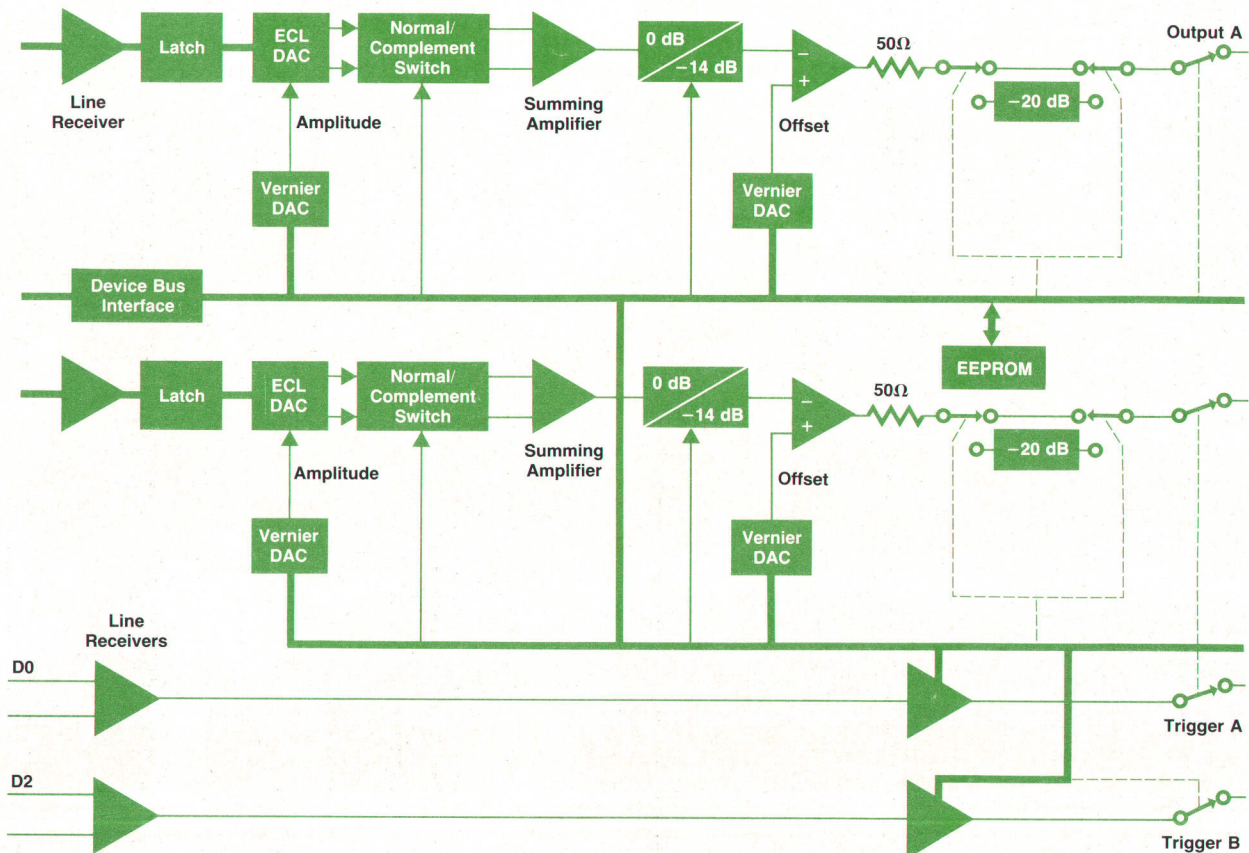 Line
Receiver
Latch
ECL
DAC
Normal/
Complement
Switch
Summing
Amplifier
0 dB
−14 dB
−
+
50Ω
−20 dB
Output A
Amplitude
Offset
Vernier
DAC
Vernier
DAC
Device Bus
Interface
EEPROM
Latch
ECL
DAC
Normal/
Complement
Switch
Summing
Amplifier
0 dB
−14 dB
−
+
50Ω
−20 dB
Amplitude
Offset
Vernier
DAC
Vernier
DAC
Line
Receivers
D0
Trigger A
D2
Trigger B